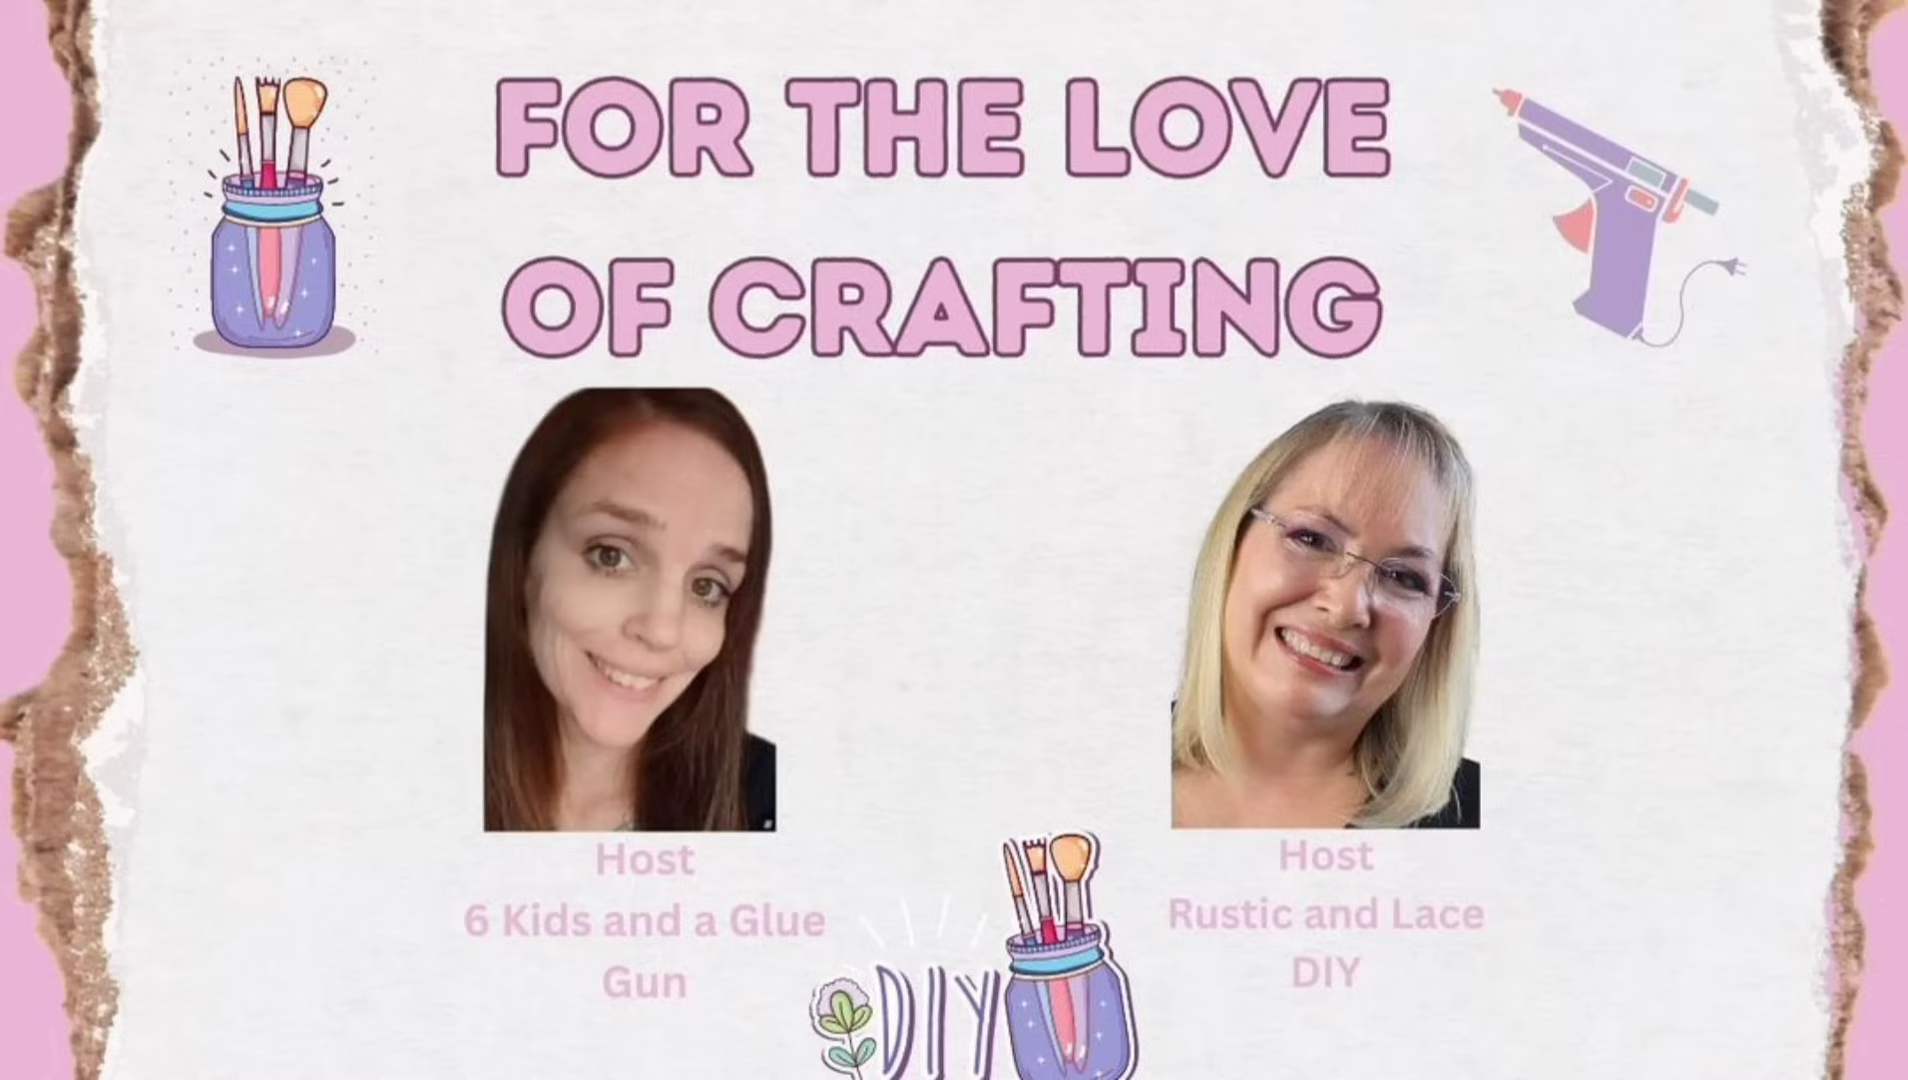 FOR THE LOVE
OF CRAFTING
Host
6 Kids and a Glue
Gun
Host
Rustic and Lace
DIY
DIY